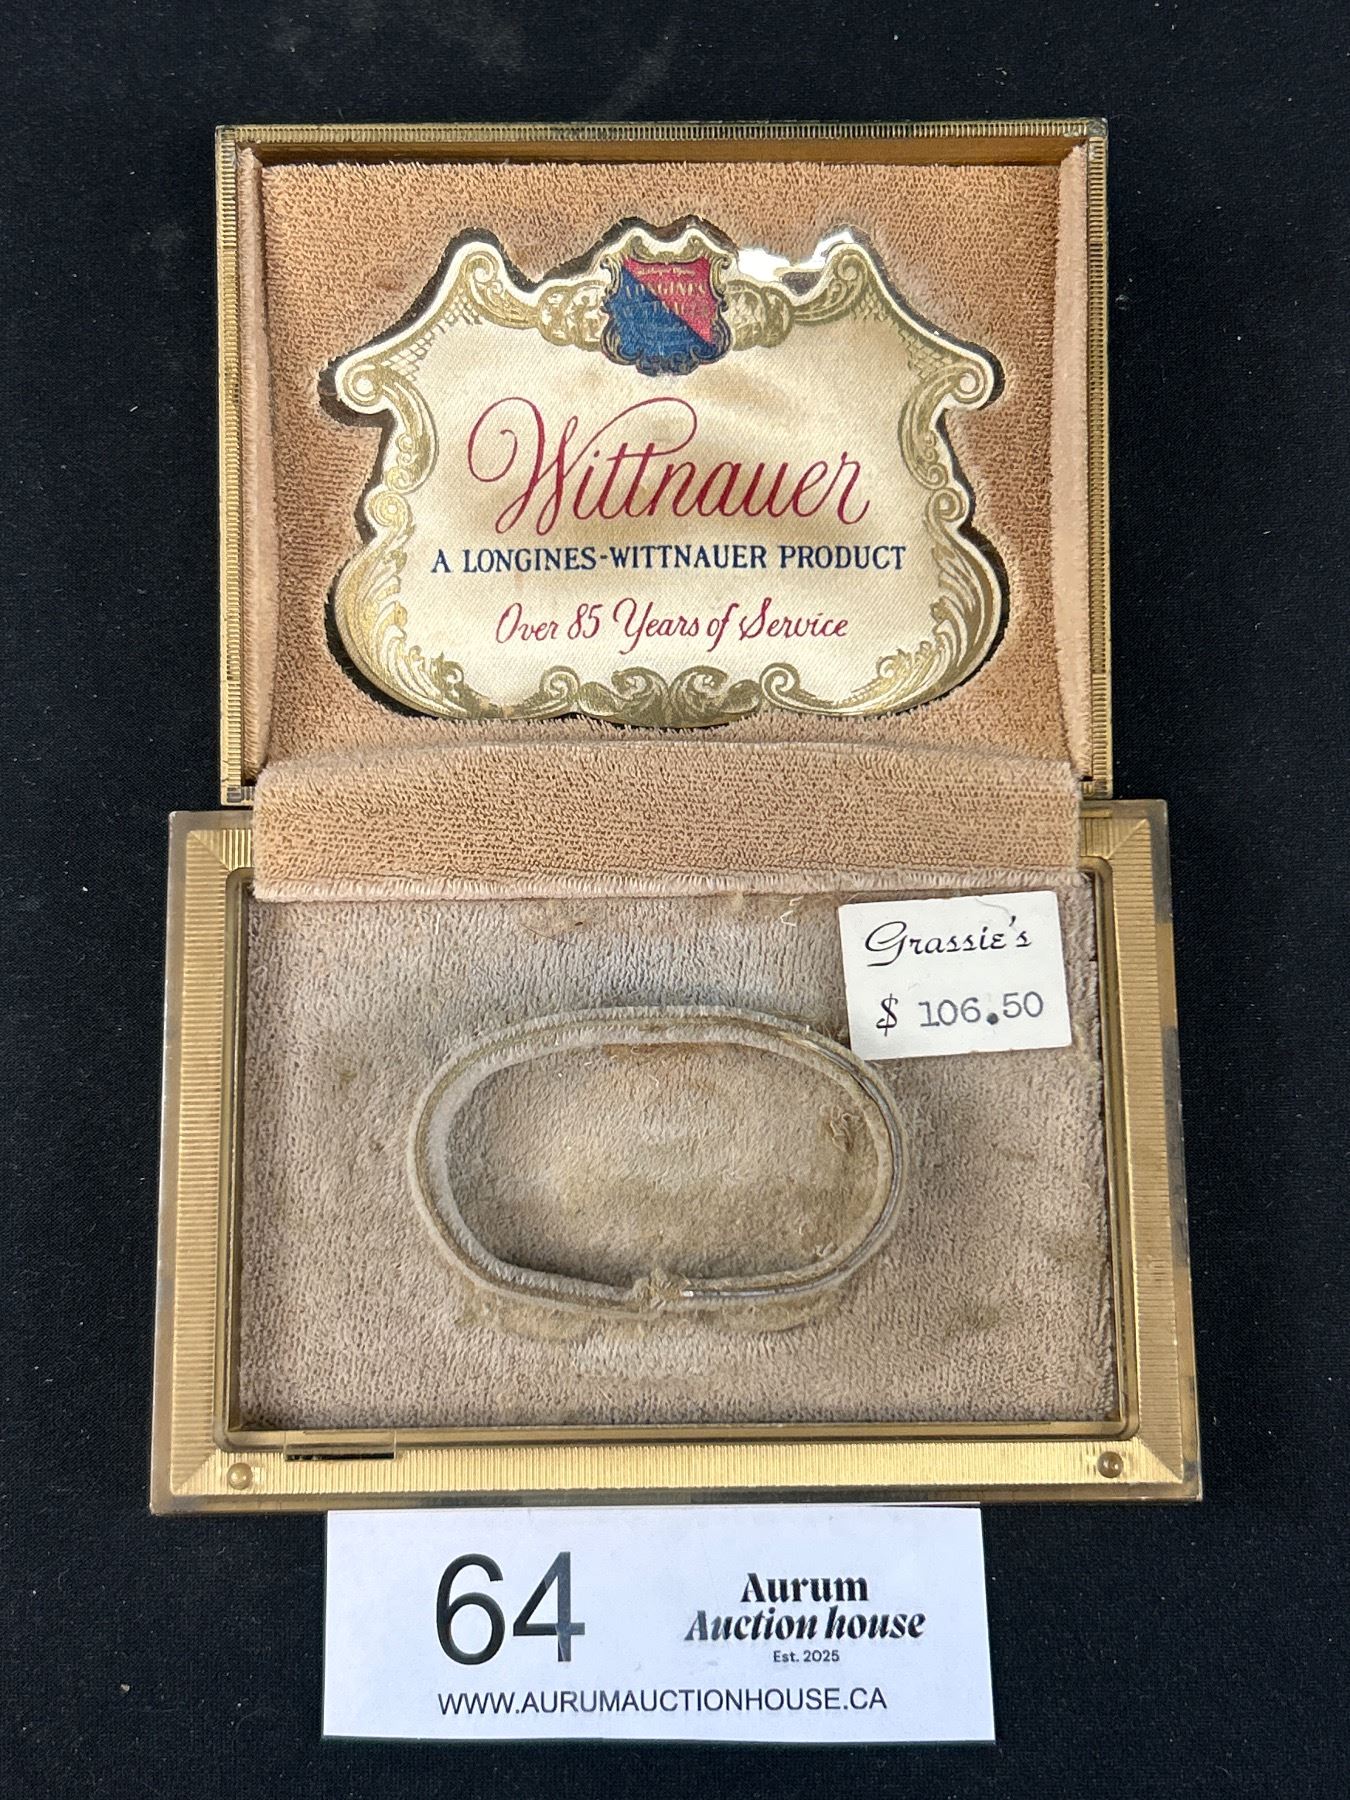 LONGINES
Wittnauer
A LONGINES-WITTNAUER PRODUCT
Over 85 Years of Service
Grassie's
$ 106.50
64
Aurum
Auction house
Est. 2025
WWW.AURUMAUCTIONHOUSE.CA